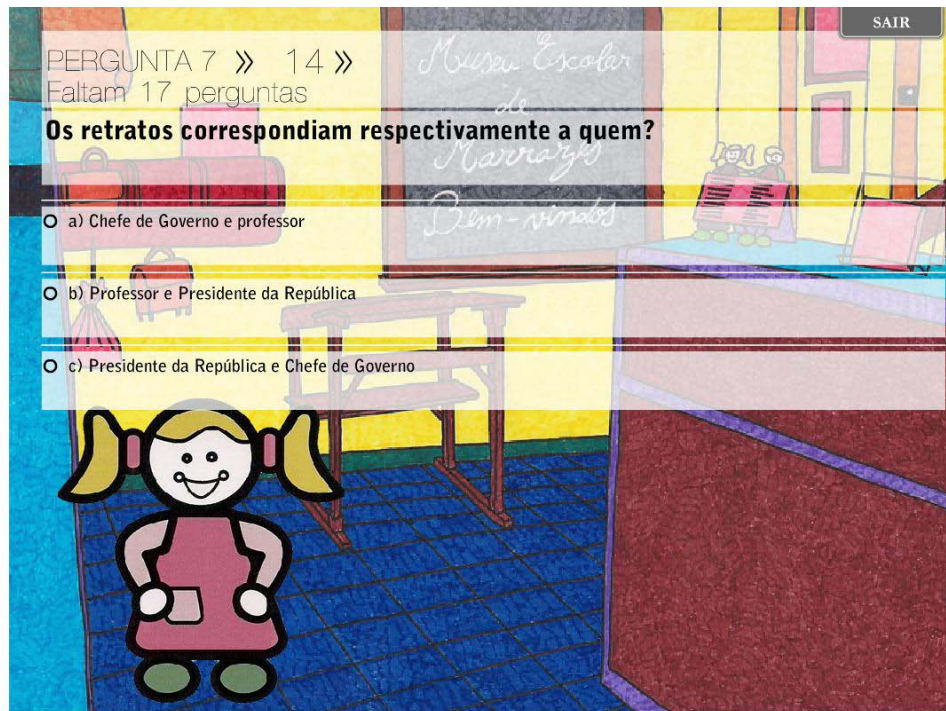 SAIR
PERGUNTA 7 » 14 »
Faltam 17 perguntas
Os retratos correspondiam respectivamente a quem?
a) Chefe de Governo e professor
b) Professor e Presidente da República
c) Presidente da República e Chefe de Governo
Museu Escolar
de
Marrazes
Bem-vindos